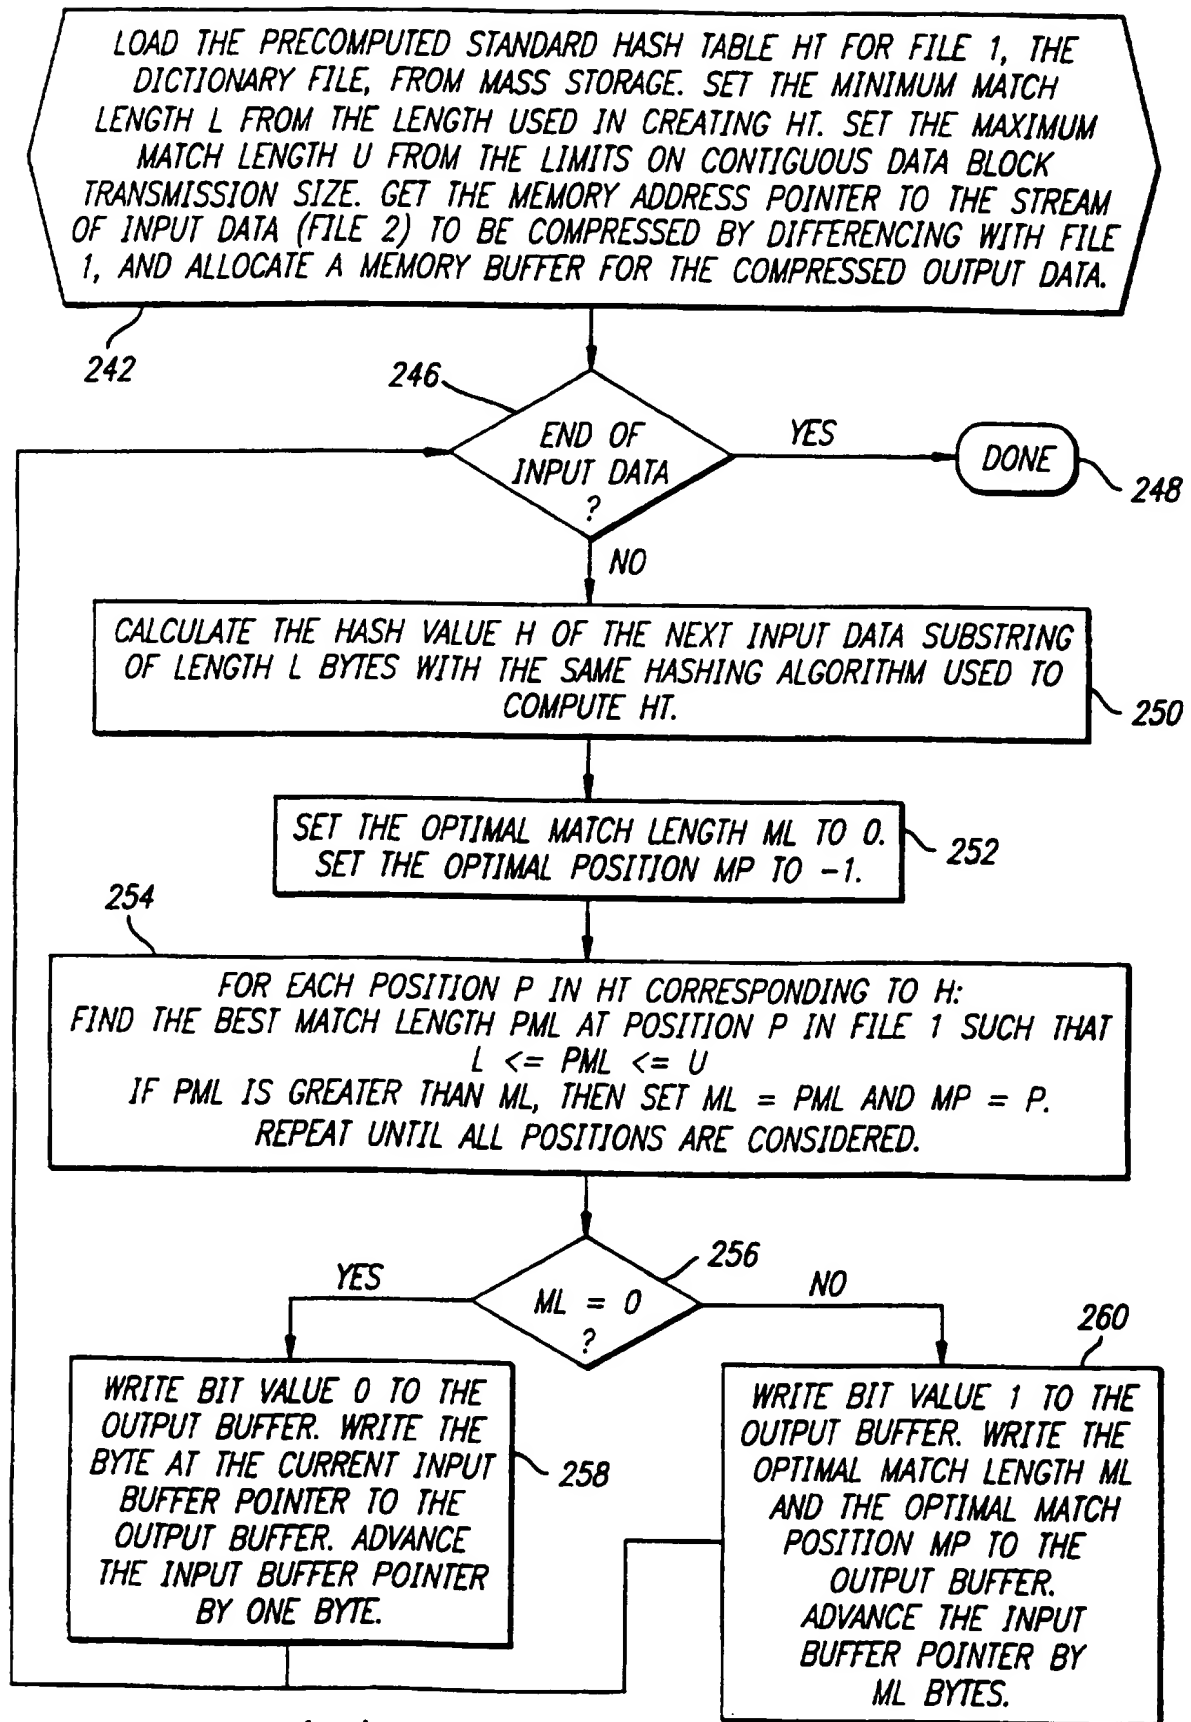 LOAD THE PRECOMPUTED STANDARD HASH TABLE HT FOR FILE 1, THE
DICTIONARY FILE, FROM MASS STORAGE. SET THE MINIMUM MATCH
LENGTH L FROM THE LENGTH USED IN CREATING HT. SET THE MAXIMUM
MATCH LENGTH U FROM THE LIMITS ON CONTIGUOUS DATA BLOCK
TRANSMISSION SIZE. GET THE MEMORY ADDRESS POINTER TO THE STREAM
OF INPUT DATA (FILE 2) TO BE COMPRESSED BY DIFFERENCING WITH FILE
1, AND ALLOCATE A MEMORY BUFFER FOR THE COMPRESSED OUTPUT DATA.
242
246
END OF
INPUT DATA
?
YES
DONE
248
NO
CALCULATE THE HASH VALUE H OF THE NEXT INPUT DATA SUBSTRING
OF LENGTH L BYTES WITH THE SAME HASHING ALGORITHM USED TO
COMPUTE HT.
250
SET THE OPTIMAL MATCH LENGTH ML TO 0.
SET THE OPTIMAL POSITION MP TO -1.
252
254
FOR EACH POSITION P IN HT CORRESPONDING TO H:
FIND THE BEST MATCH LENGTH PML AT POSITION P IN FILE 1 SUCH THAT
L <= PML <= U
IF PML IS GREATER THAN ML, THEN SET ML = PML AND MP = P.
REPEAT UNTIL ALL POSITIONS ARE CONSIDERED.
256
YES
ML = 0
?
NO
260
WRITE BIT VALUE 0 TO THE
OUTPUT BUFFER. WRITE THE
BYTE AT THE CURRENT INPUT
BUFFER POINTER TO THE
OUTPUT BUFFER. ADVANCE
THE INPUT BUFFER POINTER
BY ONE BYTE.
258
WRITE BIT VALUE 1 TO THE
OUTPUT BUFFER. WRITE THE
OPTIMAL MATCH LENGTH ML
AND THE OPTIMAL MATCH
POSITION MP TO THE
OUTPUT BUFFER.
ADVANCE THE INPUT
BUFFER POINTER BY
ML BYTES.